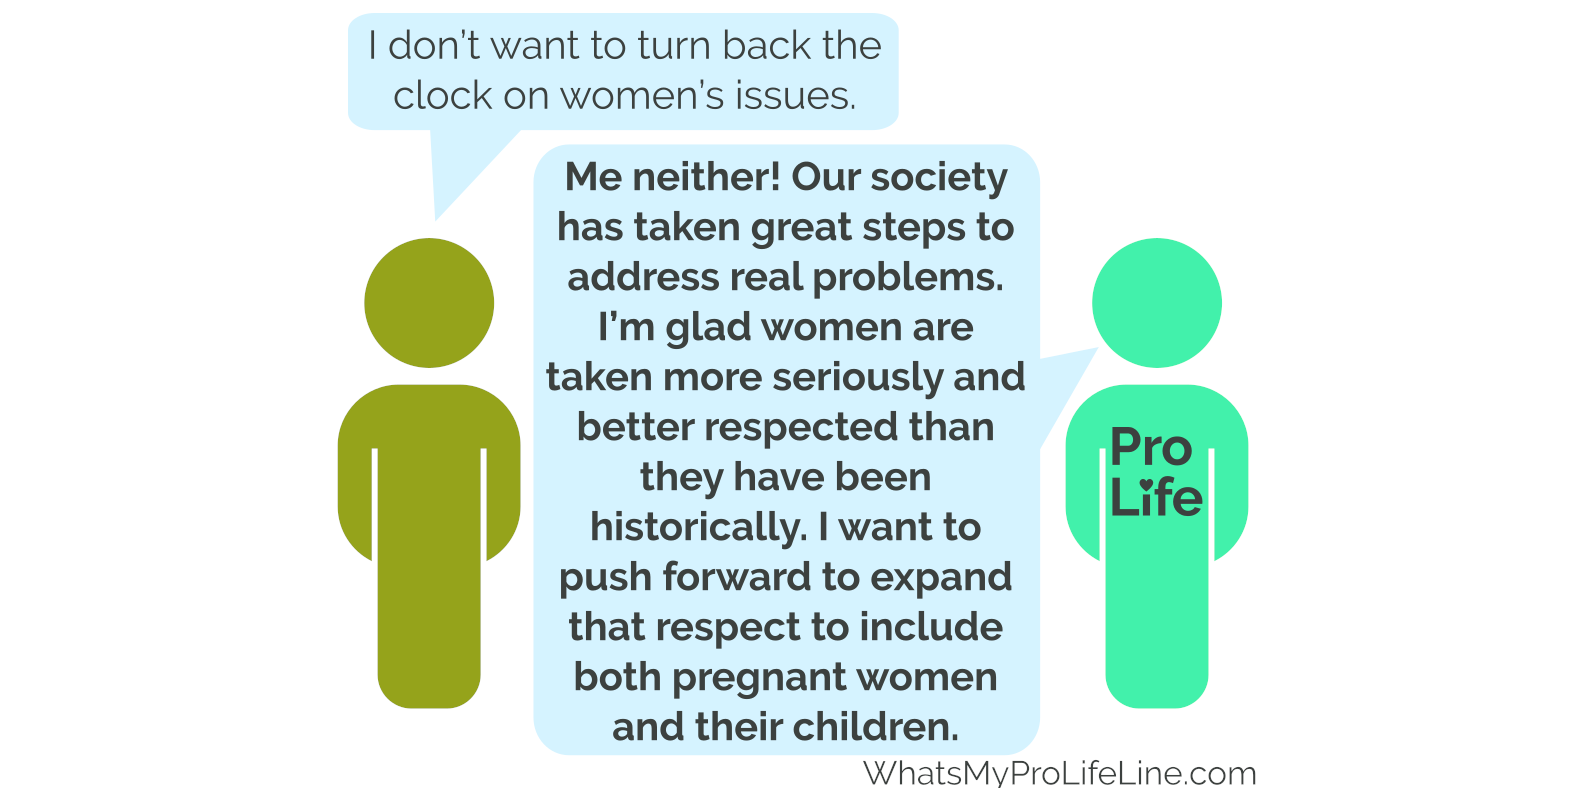 I don’t want to turn back the
clock on women’s issues.
Me neither! Our society
has taken great steps to
address real problems.
I’m glad women are
taken more seriously and
better respected than
they have been
historically. I want to
push forward to expand
that respect to include
both pregnant women
and their children.
Pro
Life
WhatsMyProLifeLine.com